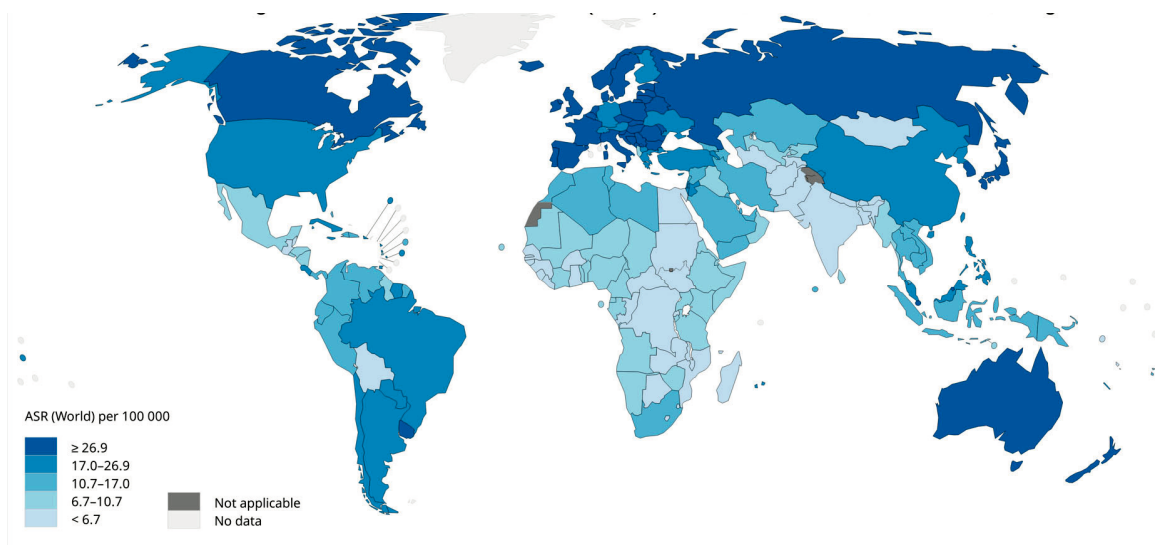 ASR (World) per 100 000
≥ 26.9
17.0–26.9
10.7–17.0
6.7–10.7
< 6.7
Not applicable
No data